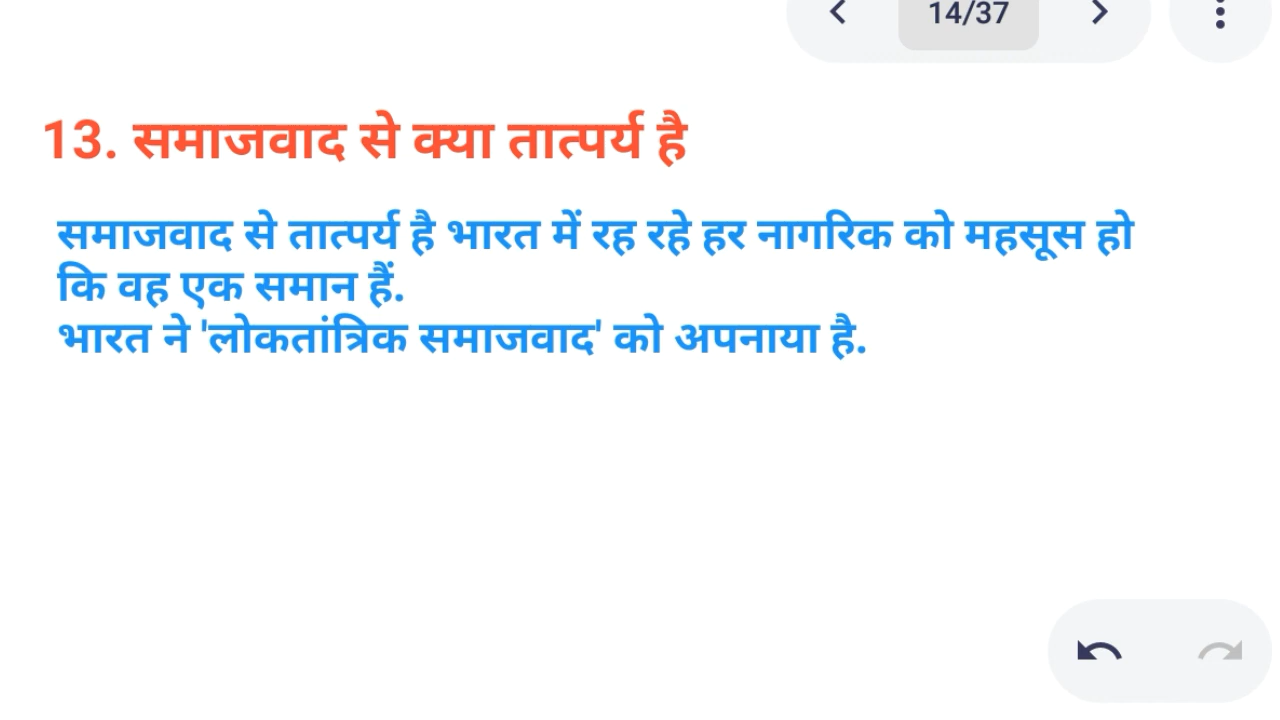 14/37
13. समाजवाद से क्या तात्पर्य है
समाजवाद से तात्पर्य है भारत में रह रहे हर नागरिक को महसूस हो
कि वह एक समान हैं.
भारत ने 'लोकतांत्रिक समाजवाद' को अपनाया है.